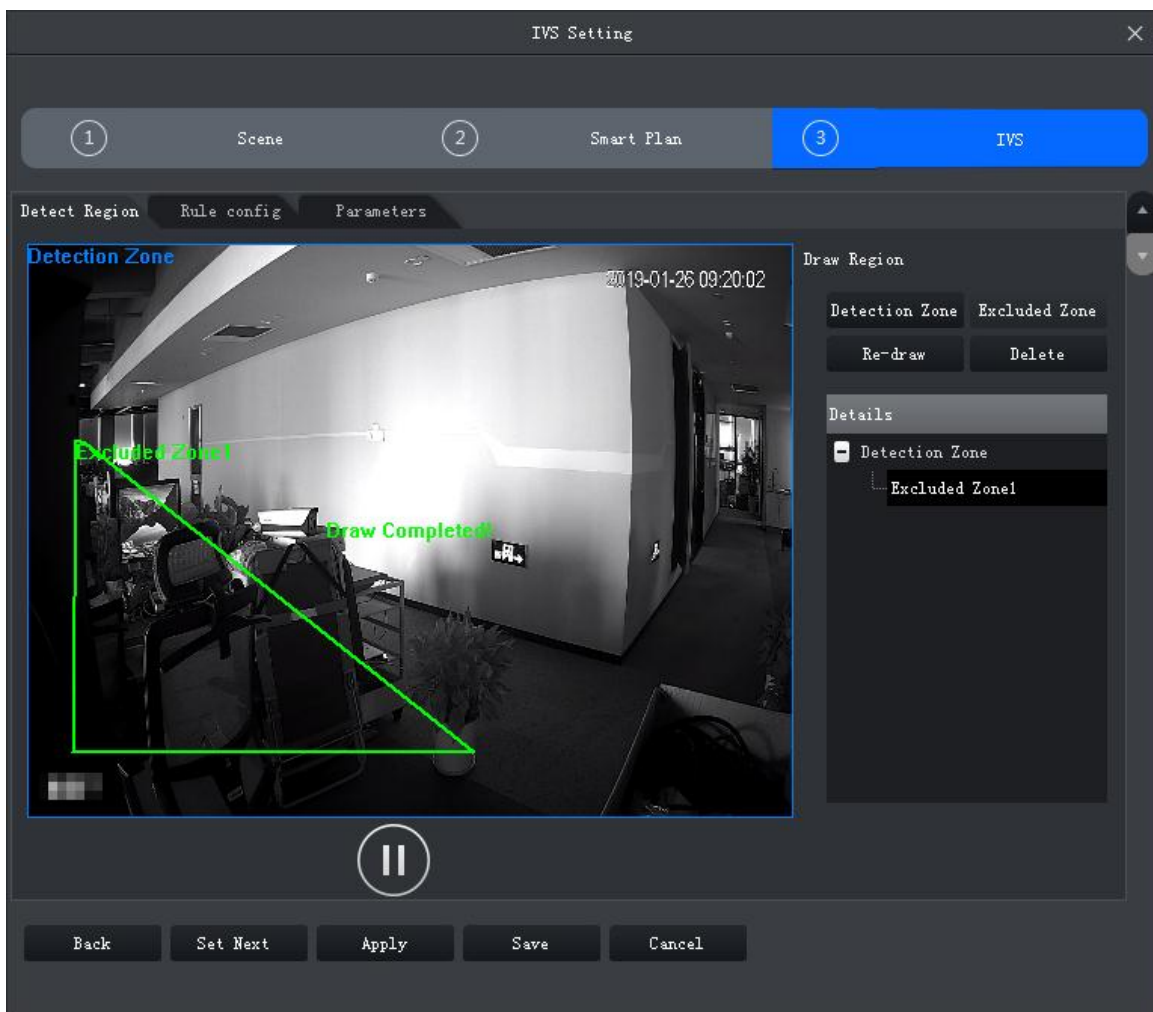 IVS Setting
1 Scene 2 Smart Plan 3 IVS
Detect Region Rule config Parameters
Detection Zone
2019-01-26 09:20:02
Excluded Zone1
Draw Completed!
Draw Region
Detection Zone Excluded Zone
Re-draw Delete
Details
Detection Zone
Excluded Zone1
Back Set Next Apply Save Cancel